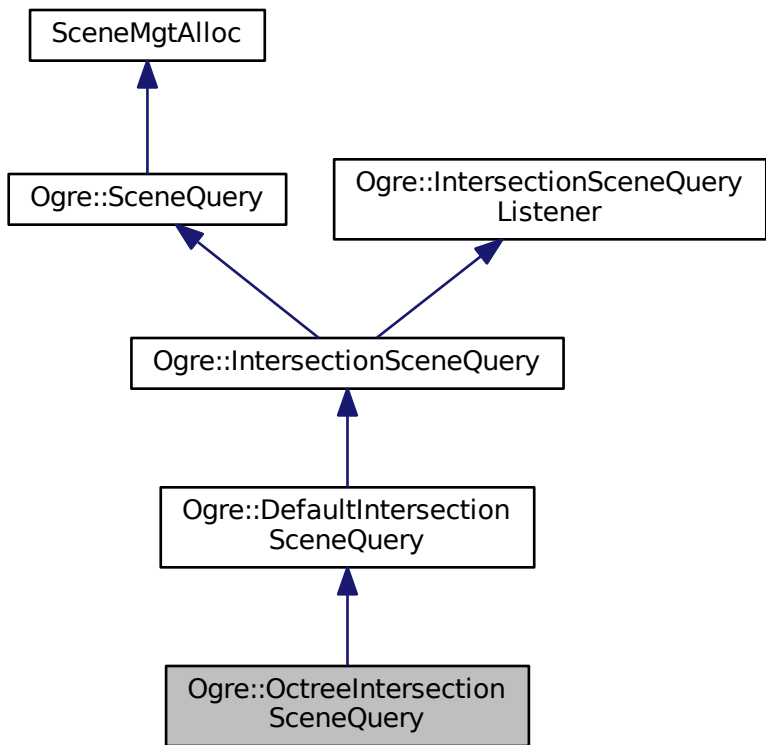 SceneMgtAlloc
Ogre::SceneQuery
Ogre::IntersectionSceneQuery
Listener
Ogre::IntersectionSceneQuery
Ogre::DefaultIntersection
SceneQuery
Ogre::OctreeIntersection
SceneQuery